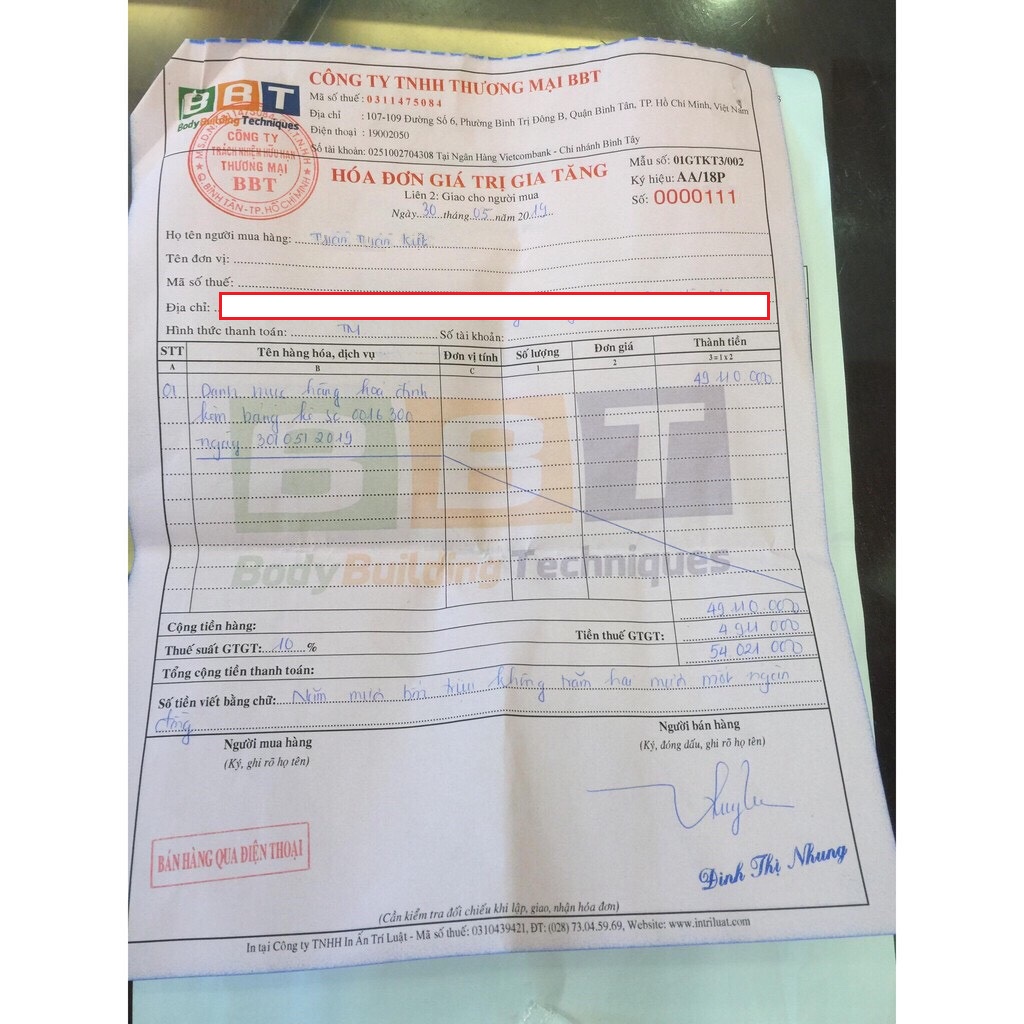 CÔNG TY TNHH THƯƠNG MẠI BBT
BBT
Body Building Techniques
Mã số thuế : 0311475084
Địa chỉ : 107-109 Đường Số 6, Phường Bình Trị Đông B, Quận Bình Tân, TP. Hồ Chí Minh, Việt Nam
Điện thoại : 19002050
Số tài khoản: 0251002704308 Tại Ngân Hàng Vietcombank - Chi nhánh Bình Tây
CÔNG TY
TRÁCH NHIỆM HỮU HẠN
THƯƠNG MẠI
BBT
Q. BÌNH TÂN - TP. HỒ CHÍ MINH
HÓA ĐƠN GIÁ TRỊ GIA TĂNG
Liên 2: Giao cho người mua
Ngày 30 tháng 05 năm 2019
Mẫu số: 01GTKT3/002
Ký hiệu: AA/18P
Số: 0000111
Họ tên người mua hàng: Kiệt
Tên đơn vị:
Mã số thuế:
Địa chỉ:
Hình thức thanh toán: TM Số tài khoản:
STT Tên hàng hóa, dịch vụ Đơn vị tính Số lượng Đơn giá Thành tiền
A B C 1 2 3 = 1 x 2
01 Danh mục hàng hoá đính 49 110 000
kèm bảng kê số 0016300
ngày 30/05/2019
BBT
Body Building Techniques
Cộng tiền hàng: 49 110 000
Thuế suất GTGT: 10 % Tiền thuế GTGT: 4 911 000
Tổng cộng tiền thanh toán: 54 021 000
Số tiền viết bằng chữ: Năm mươi bốn triệu không trăm hai mươi mốt ngàn
đồng
Người mua hàng
(Ký, ghi rõ họ tên)
Người bán hàng
(Ký, đóng dấu, ghi rõ họ tên)
BÁN HÀNG QUA ĐIỆN THOẠI
Đinh Thị Nhung
(Cần kiểm tra đối chiếu khi lập, giao, nhận hóa đơn)
In tại Công ty TNHH In Ấn Trí Luật - Mã số thuế: 0310439421, ĐT: (028) 73.04.59.69, Website: www.intriluat.com